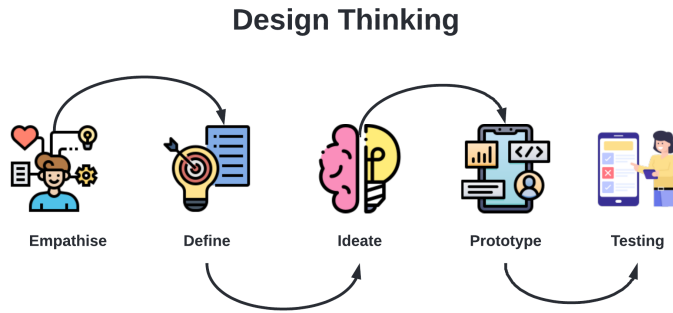 Design Thinking
Empathise
Define
Ideate
Prototype
Testing